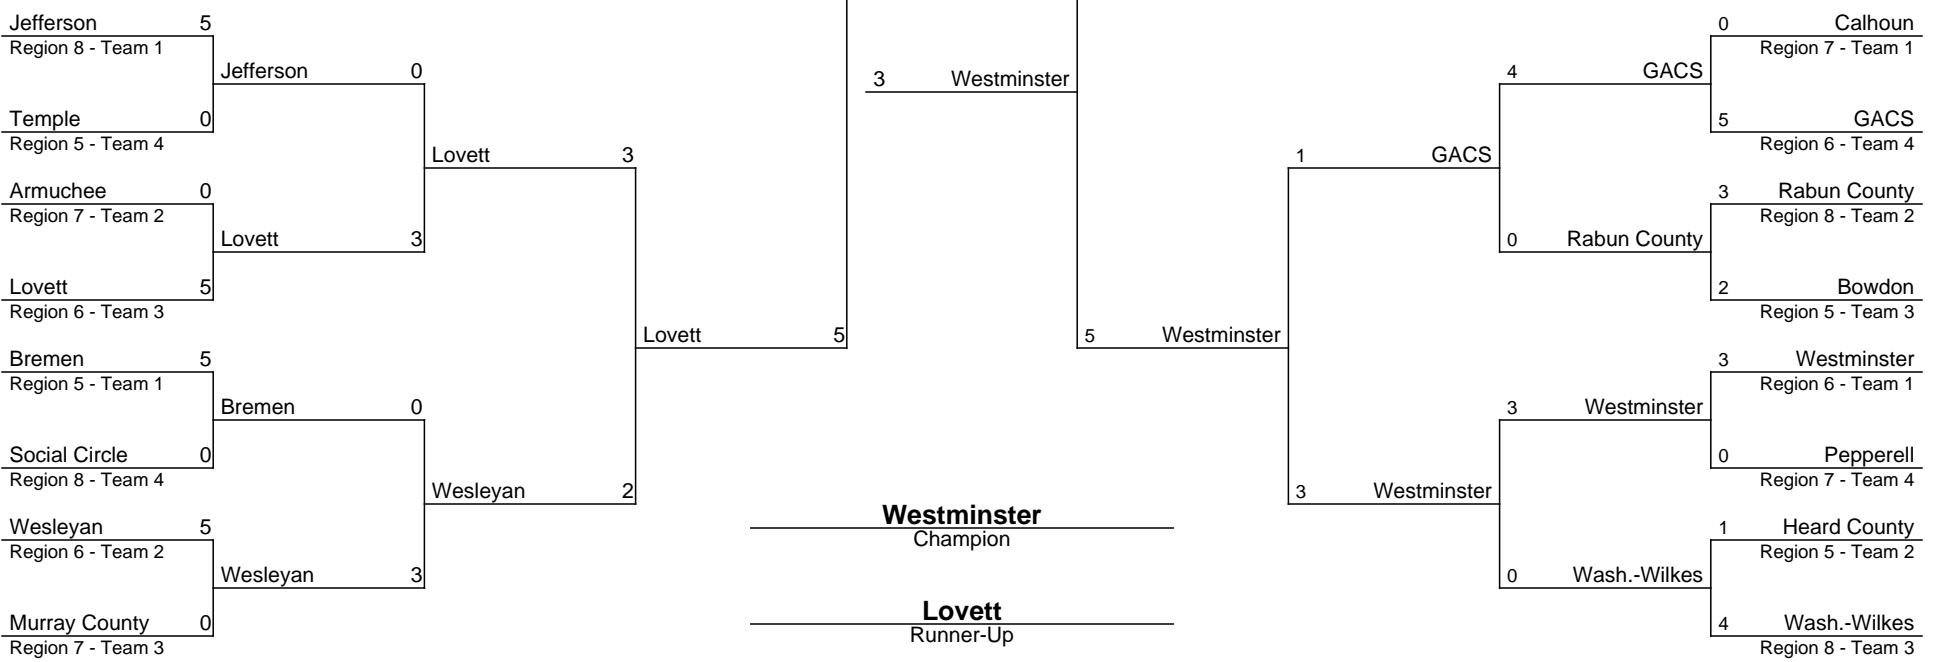 Jefferson 5
Region 8 - Team 1
Jefferson 0
Temple 0
Region 5 - Team 4
Lovett 3
Armuchee 0
Region 7 - Team 2
Lovett 3
Lovett 5
Region 6 - Team 3
Lovett 5
Bremen 5
Region 5 - Team 1
Bremen 0
Social Circle 0
Region 8 - Team 4
Wesleyan 2
Wesleyan 5
Region 6 - Team 2
Wesleyan 3
Murray County 0
Region 7 - Team 3
3 Westminster
Westminster
Champion
Lovett
Runner-Up
0 Calhoun
Region 7 - Team 1
4 GACS
5 GACS
Region 6 - Team 4
1 GACS
3 Rabun County
Region 8 - Team 2
0 Rabun County
2 Bowdon
Region 5 - Team 3
5 Westminster
3 Westminster
Region 6 - Team 1
3 Westminster
0 Pepperell
Region 7 - Team 4
3 Westminster
1 Heard County
Region 5 - Team 2
0 Wash.-Wilkes
4 Wash.-Wilkes
Region 8 - Team 3